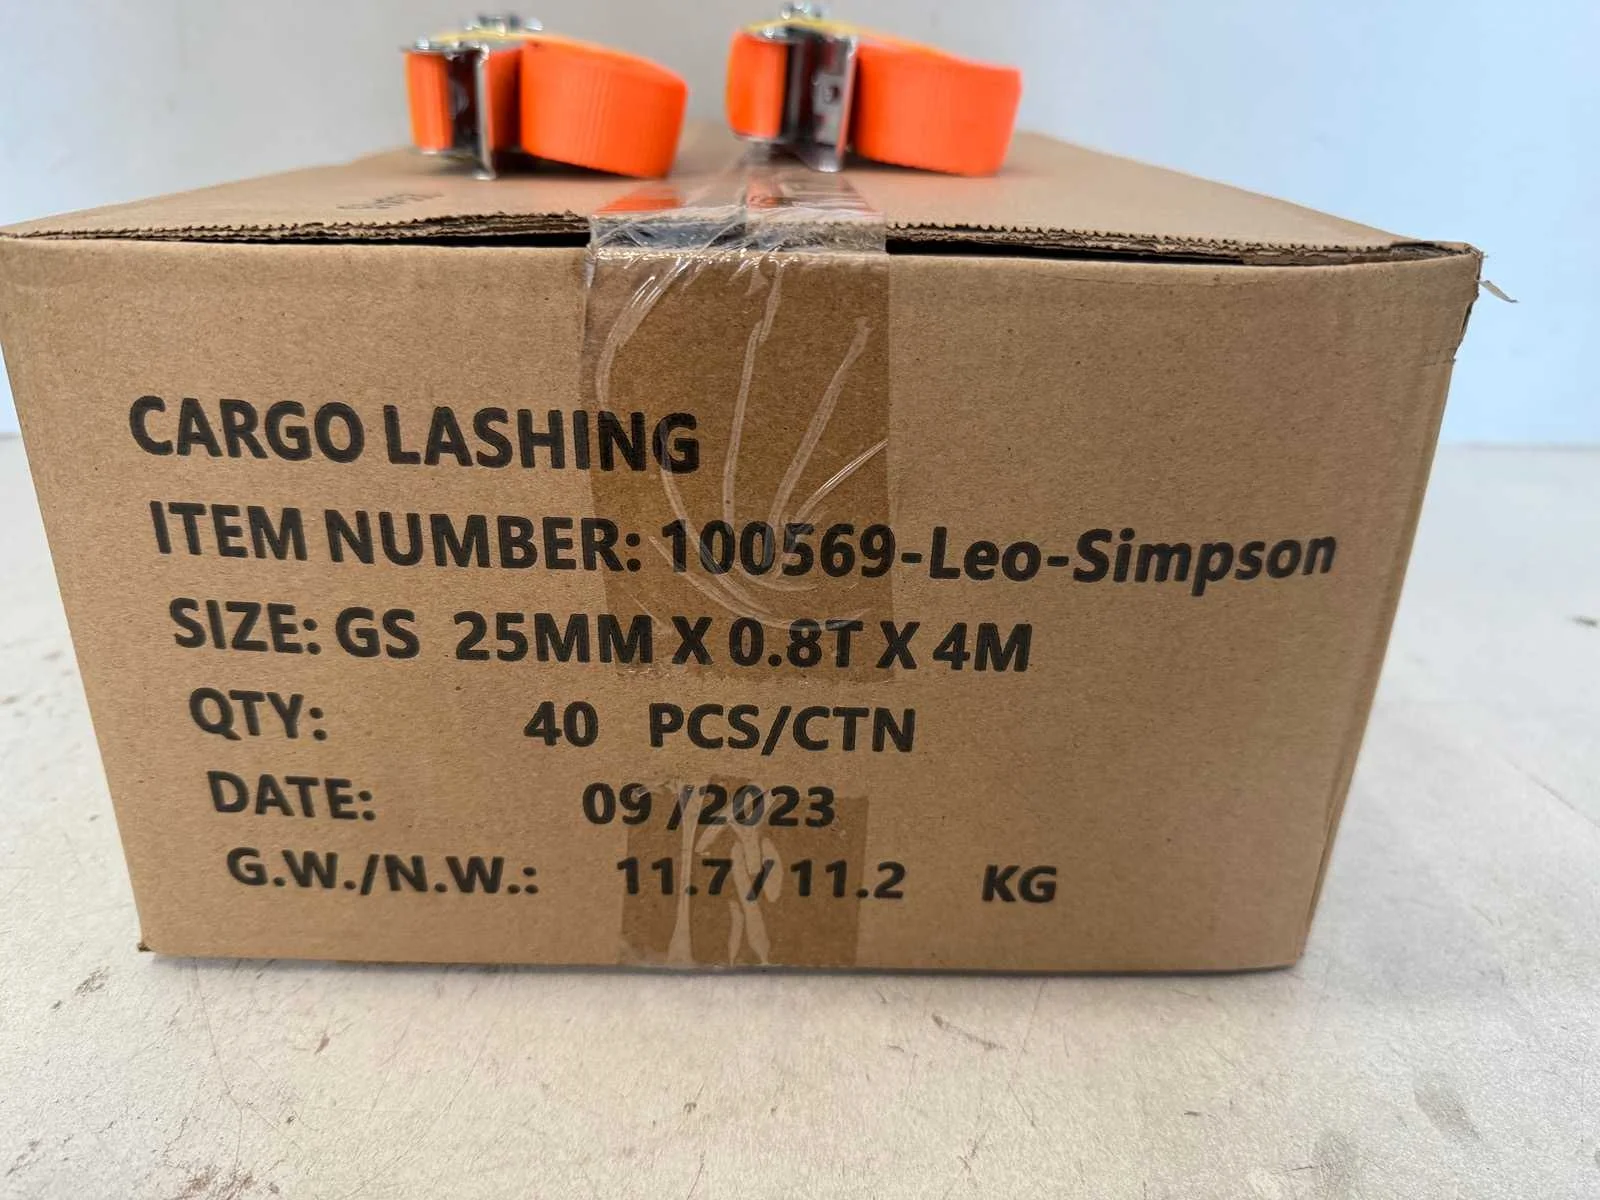 CARGO LASHING
ITEM NUMBER: 100569-Leo-Simpson
SIZE: GS 25MM X 0.8T X 4M
QTY: 40 PCS/CTN
DATE: 09 /2023
G.W./N.W.: 11.7 / 11.2 KG